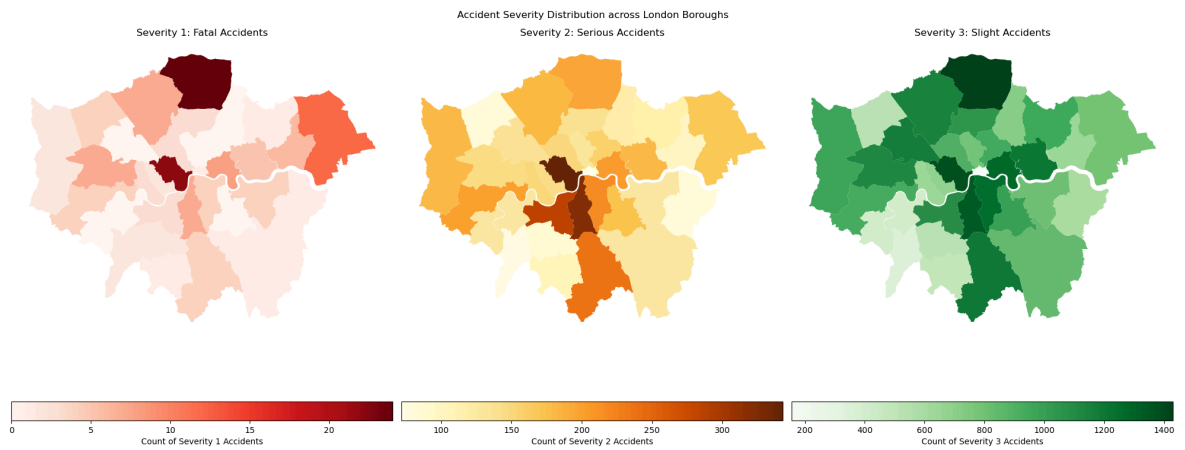 Accident Severity Distribution across London Boroughs
Severity 1: Fatal Accidents
Severity 2: Serious Accidents
Severity 3: Slight Accidents
0 5 10 15 20
Count of Severity 1 Accidents
100 150 200 250 300
Count of Severity 2 Accidents
200 400 600 800 1000 1200 1400
Count of Severity 3 Accidents